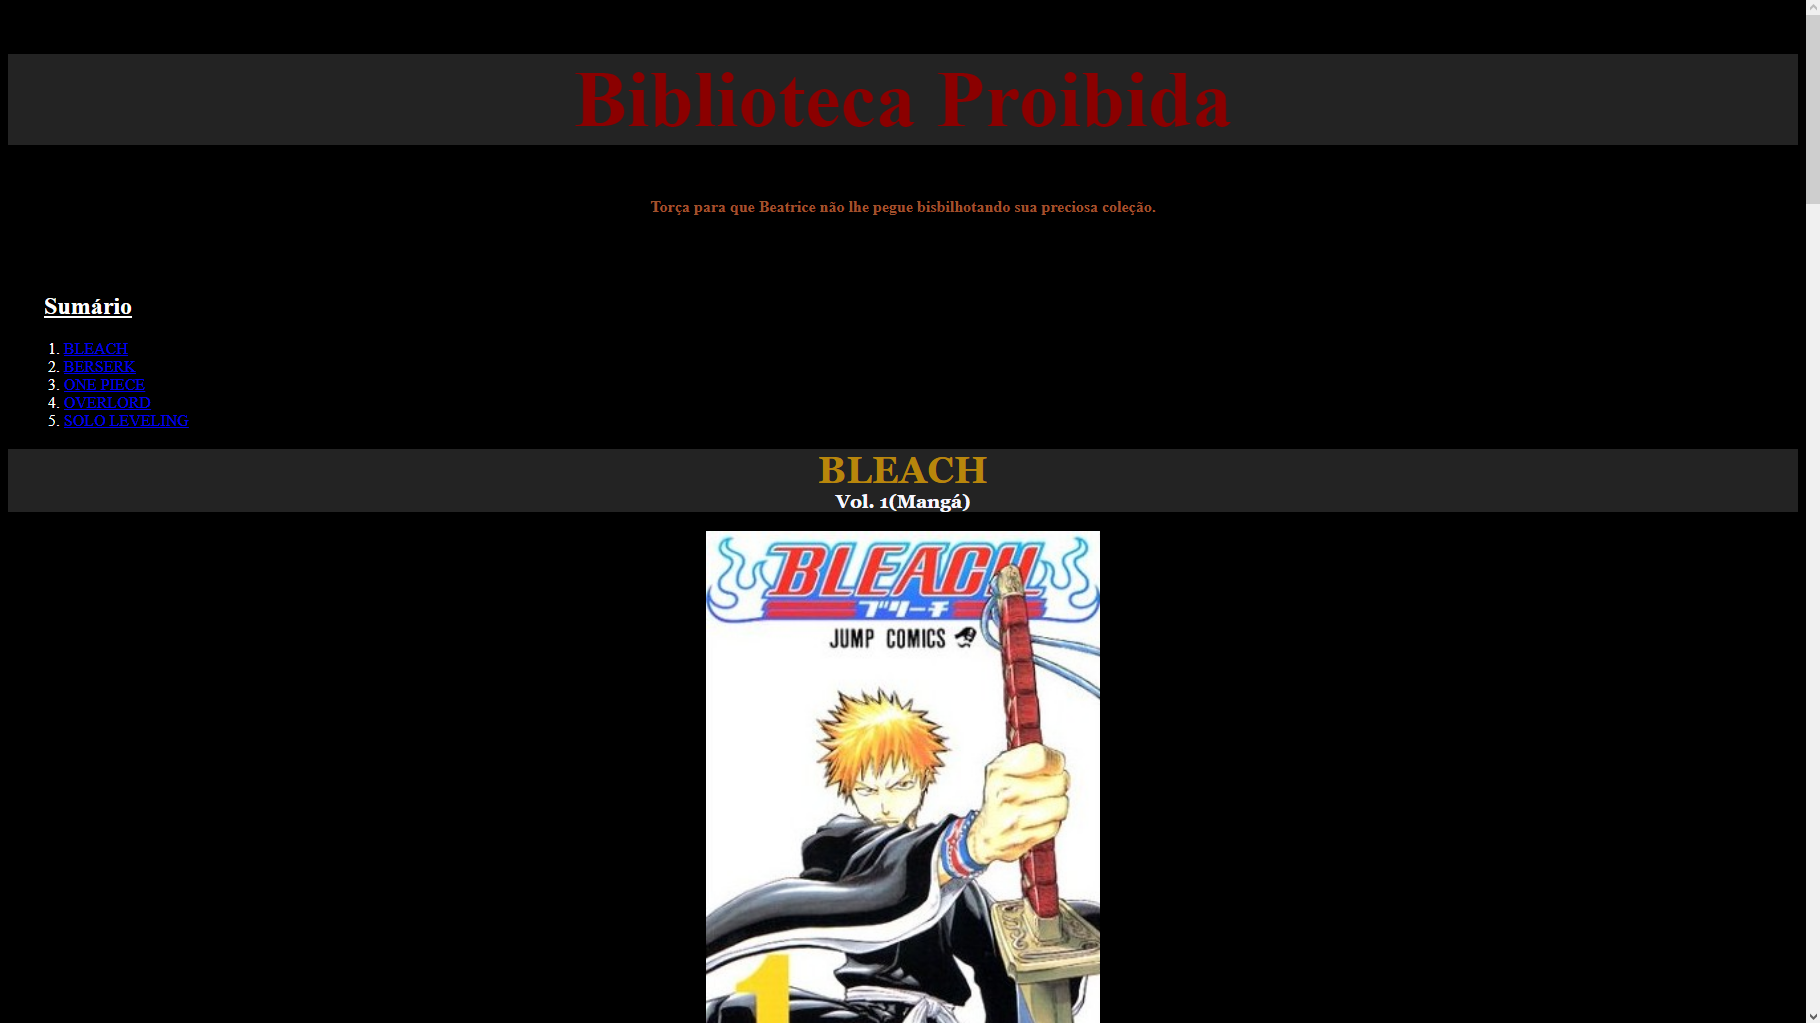 Biblioteca Proibida
Torça para que Beatrice não lhe pegue bisbilhotando sua preciosa coleção.
Sumário
1. BLEACH
2. BERSERK
3. ONE PIECE
4. OVERLORD
5. SOLO LEVELING
BLEACH
Vol. 1(Mangá)
BLEACH
ブリーチ
JUMP COMICS
1